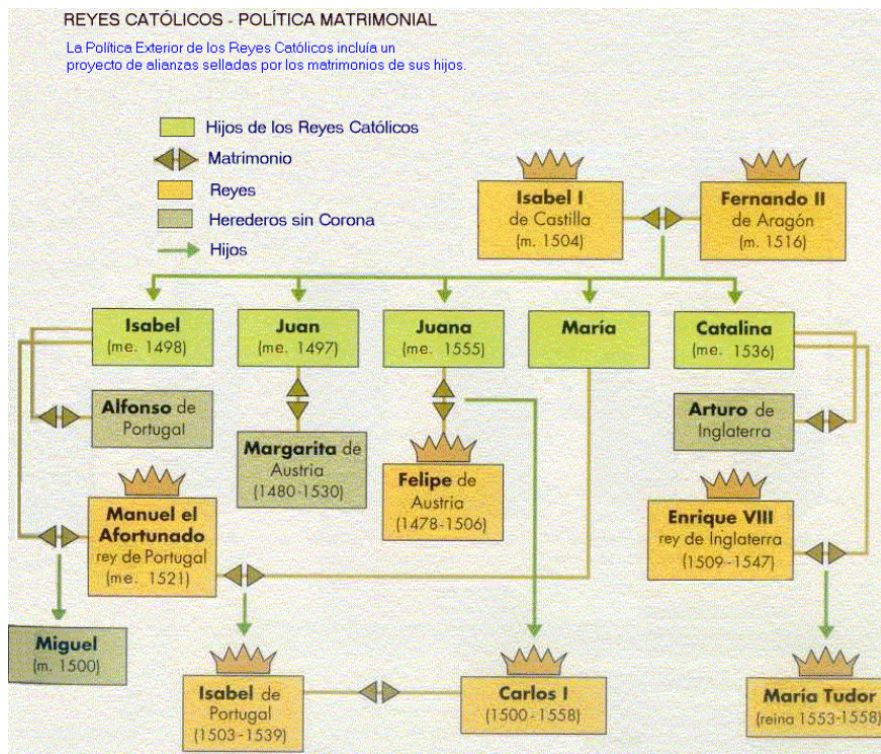 REYES CATÓLICOS - POLÍTICA MATRIMONIAL
La Política Exterior de los Reyes Católicos incluía un
proyecto de alianzas selladas por los matrimonios de sus hijos.
Hijos de los Reyes Católicos
Matrimonio
Reyes
Herederos sin Corona
Hijos
Isabel I
de Castilla
(m. 1504)
Fernando II
de Aragón
(m. 1516)
Isabel
(me. 1498)
Juan
(me. 1497)
Juana
(me. 1555)
María
Catalina
(me. 1536)
Alfonso de
Portugal
Margarita de
Austria
(1480-1530)
Felipe de
Austria
(1478-1506)
Arturo de
Inglaterra
Manuel el
Afortunado
rey de Portugal
(me. 1521)
Enrique VIII
rey de Inglaterra
(1509-1547)
Miguel
(m. 1500)
Isabel de
Portugal
(1503-1539)
Carlos I
(1500-1558)
María Tudor
(reina 1553-1558)